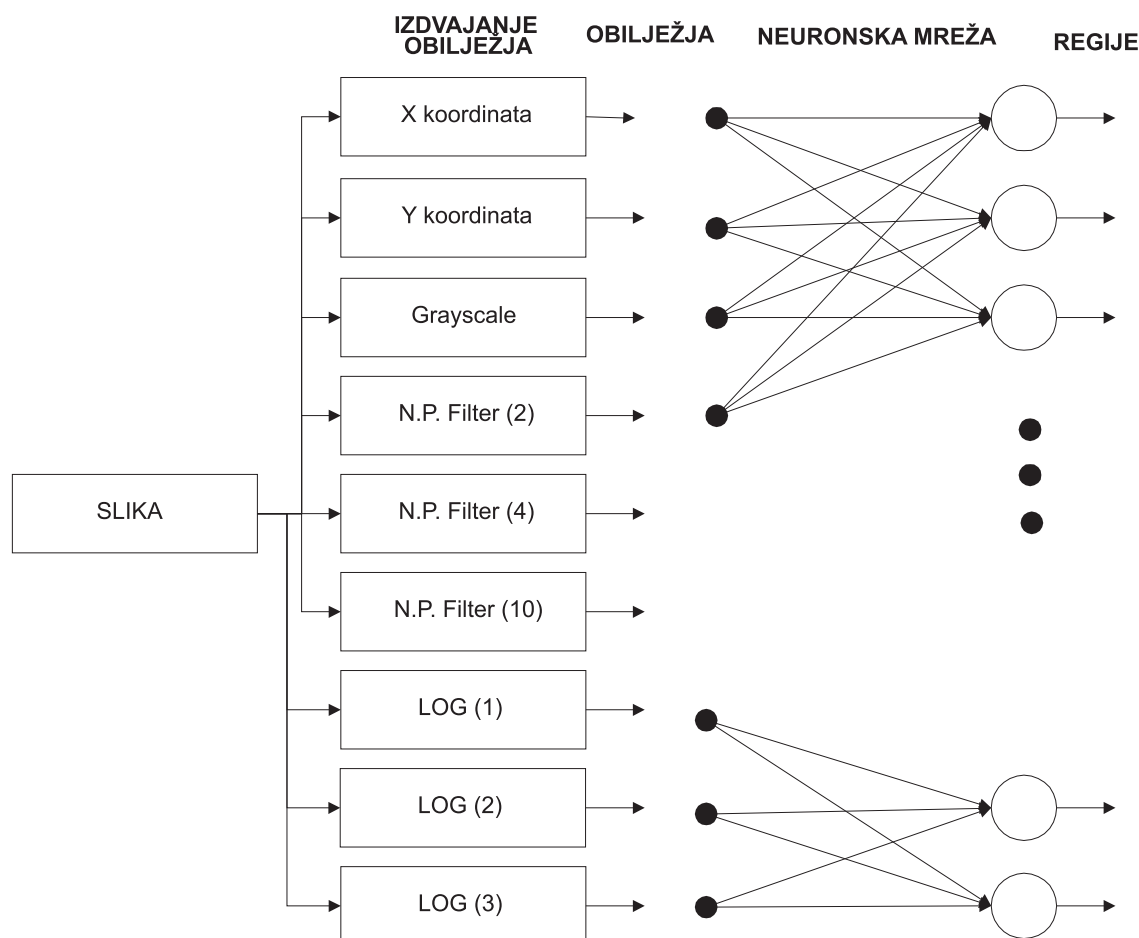 IZDVAJANJE
OBILJEŽJA
OBILJEŽJA
NEURONSKA MREŽA
REGIJE
X koordinata
Y koordinata
Grayscale
N.P. Filter (2)
SLIKA
N.P. Filter (4)
N.P. Filter (10)
LOG (1)
LOG (2)
LOG (3)